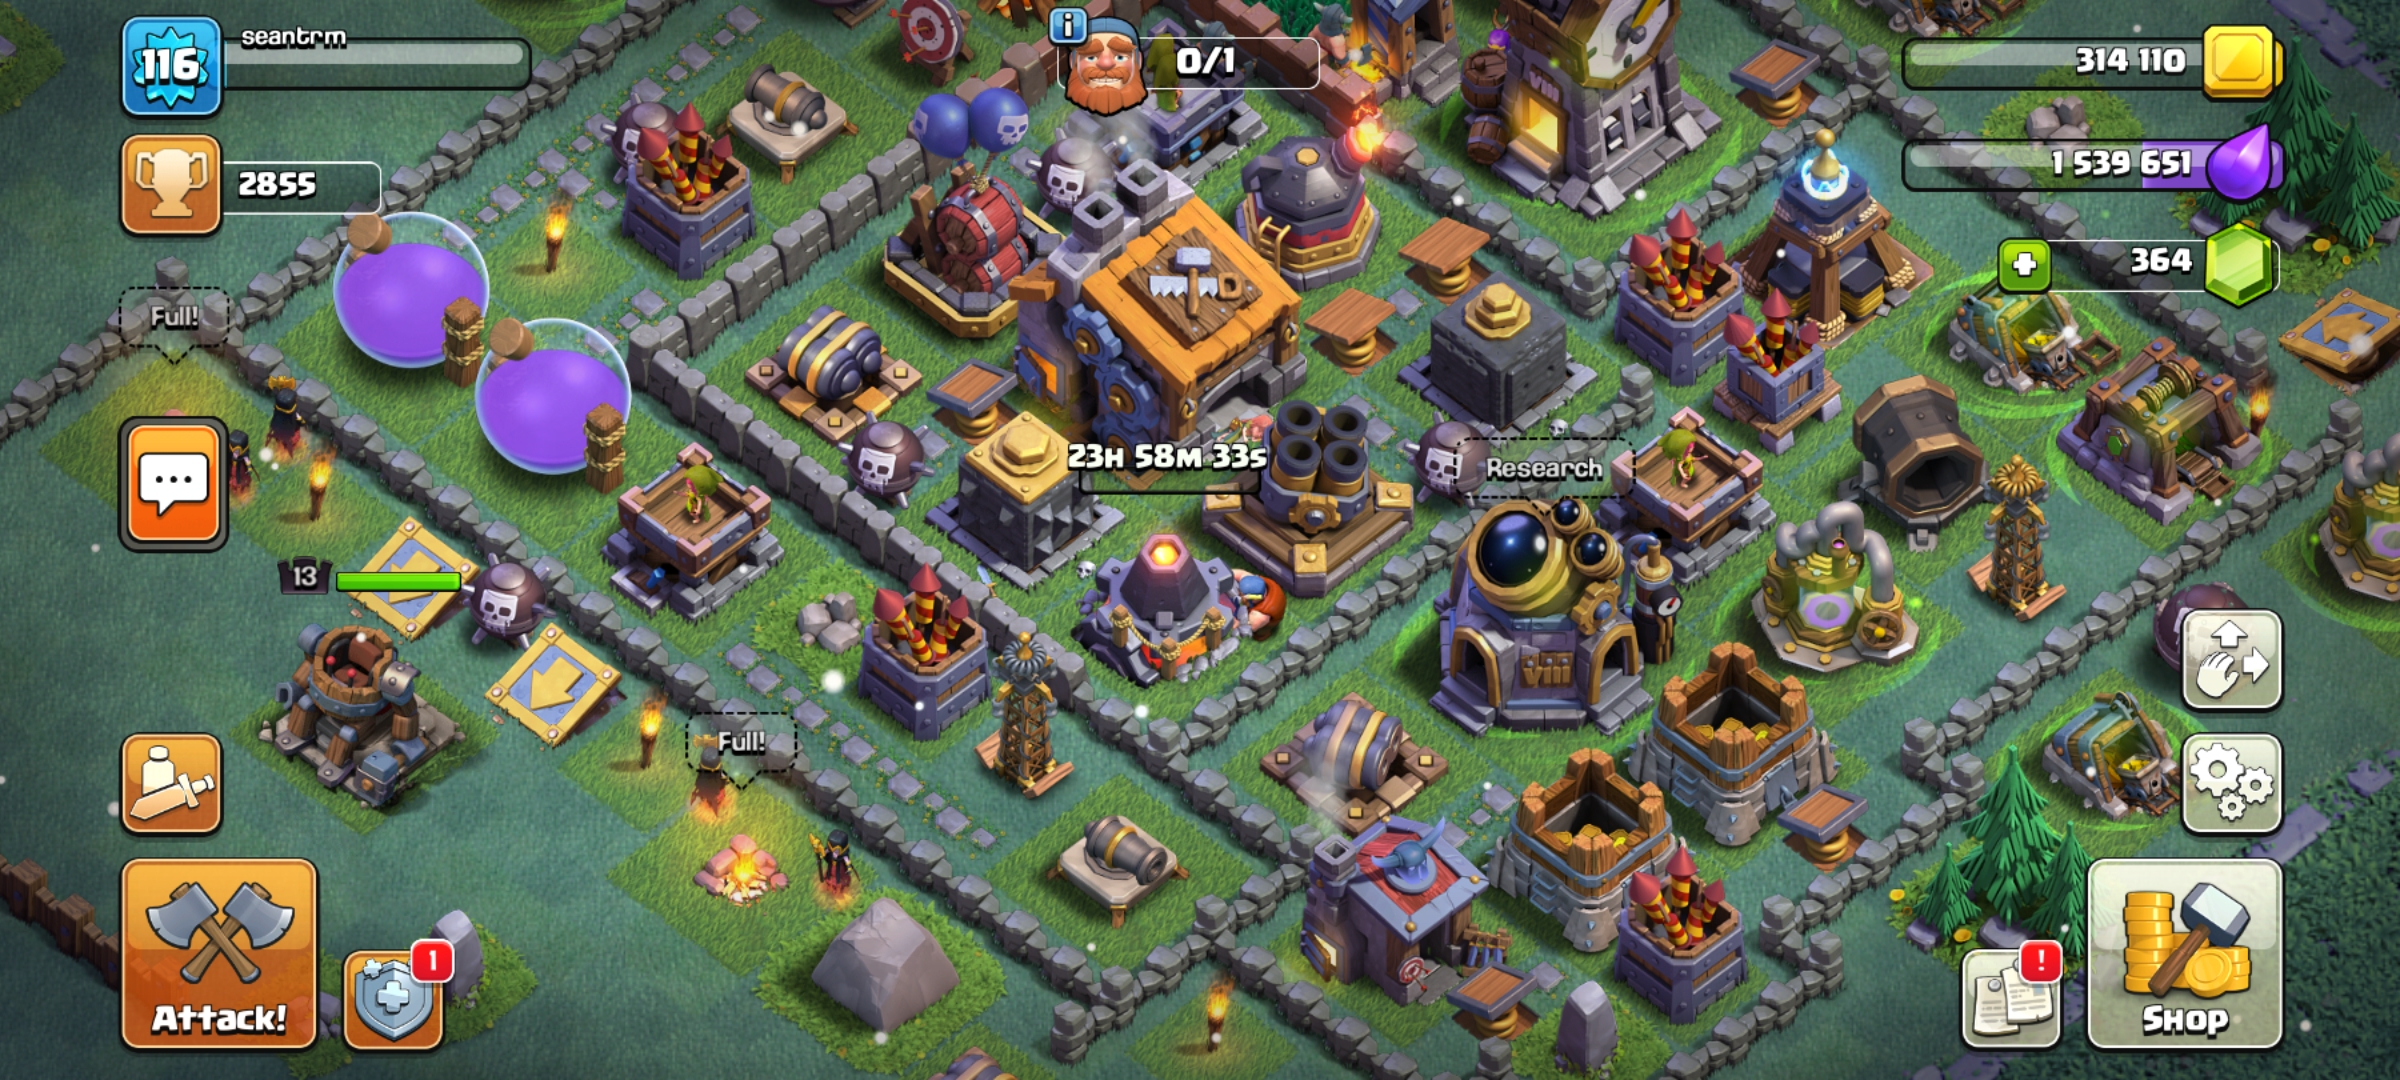 116
seantrm
i
0/1
314 110
2855
1 539 651
364
Full!
23H 58M 33s
Research
13
VIII
Full!
Attack!
1
!
Shop